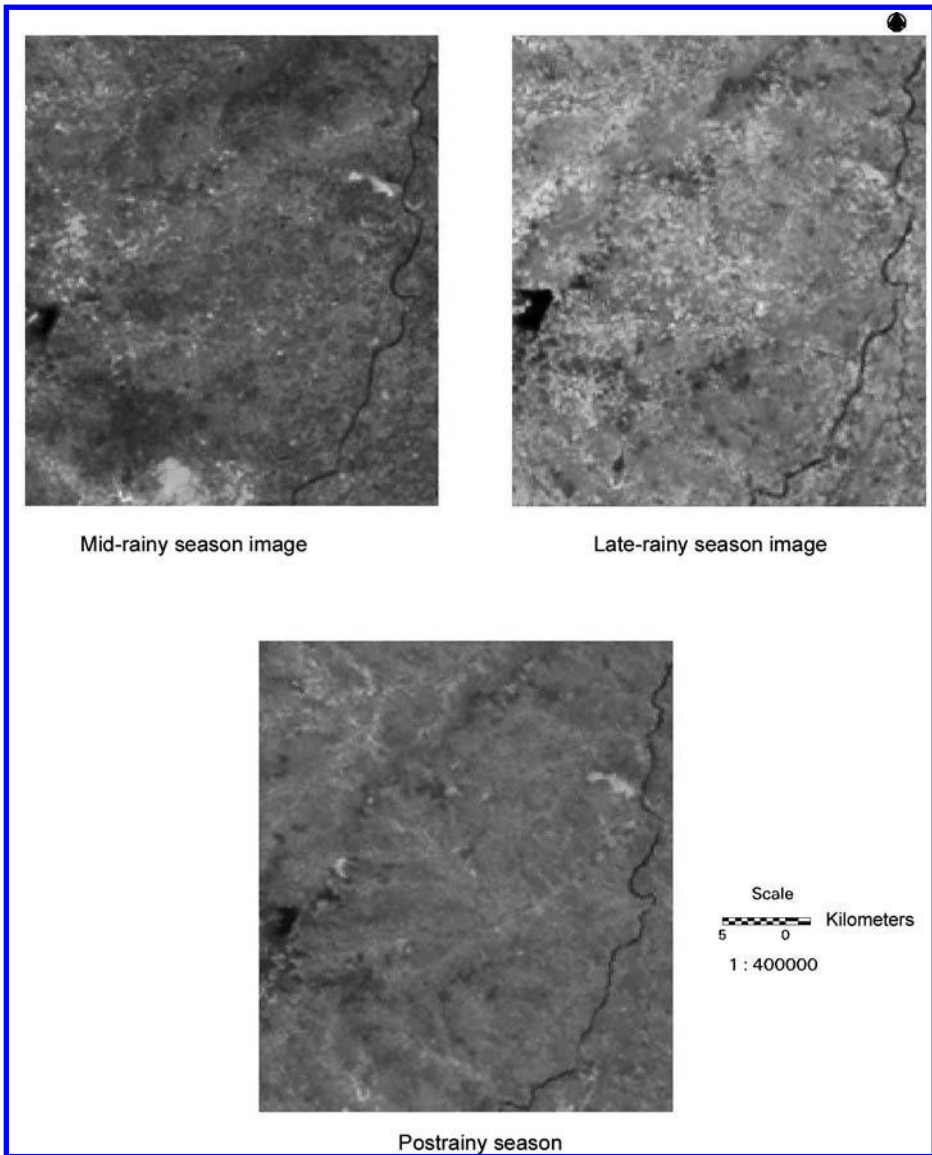 Mid-rainy season image
Late-rainy season image
Scale
Kilometers
5 0
1 : 400000
Postrainy season